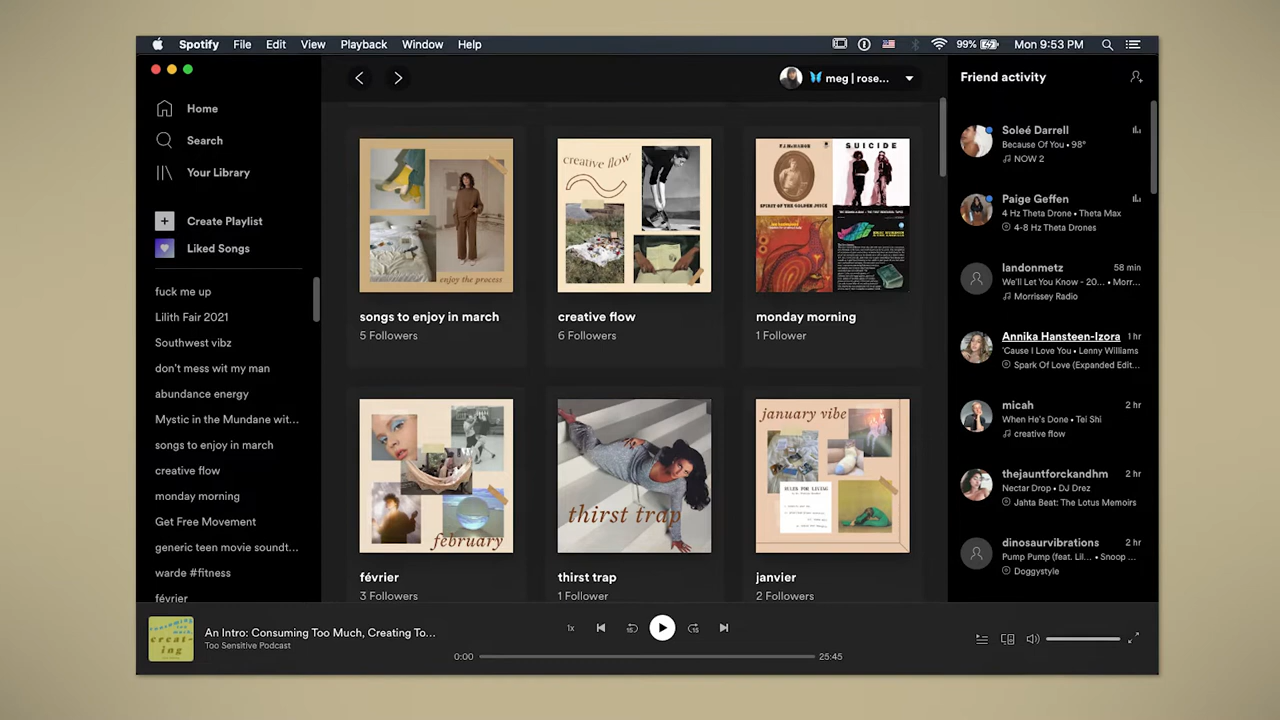 Spotify File Edit View Playback Window Help
99% Mon 9:53 PM
Home
Search
Your Library
Create Playlist
Liked Songs
fuck me up
Lilith Fair 2021
Southwest vibz
don't mess wit my man
abundance energy
Mystic in the Mundane wit...
songs to enjoy in march
creative flow
monday morning
Get Free Movement
generic teen movie soundt...
warde #fitness
février
meg | rose...
enjoy the process
songs to enjoy in march
5 Followers
creative flow
creative flow
6 Followers
SUICIDE
SPIRIT OF THE GOLDEN JUICE
monday morning
1 Follower
february
février
3 Followers
thirst trap
thirst trap
1 Follower
january vibe
RULES FOR LIVING
janvier
2 Followers
Friend activity
Soleé Darrell
Because Of You • 98°
NOW 2
Paige Geffen
4 Hz Theta Drone • Theta Max
4-8 Hz Theta Drones
landonmetz 58 min
We'll Let You Know - 20... • Morr...
Morrissey Radio
Annika Hansteen-Izora 1 hr
'Cause I Love You • Lenny Williams
Spark Of Love (Expanded Edit...
micah 2 hr
When He's Done • Tei Shi
creative flow
thejauntforckandhm 2 hr
Nectar Drop • DJ Drez
Jahta Beat: The Lotus Memoirs
dinosaurvibrations 2 hr
Pump Pump (feat. Lil... • Snoop ...
Doggystyle
An Intro: Consuming Too Much, Creating To...
Too Sensitive Podcast
1x 15 15
0:00 25:45